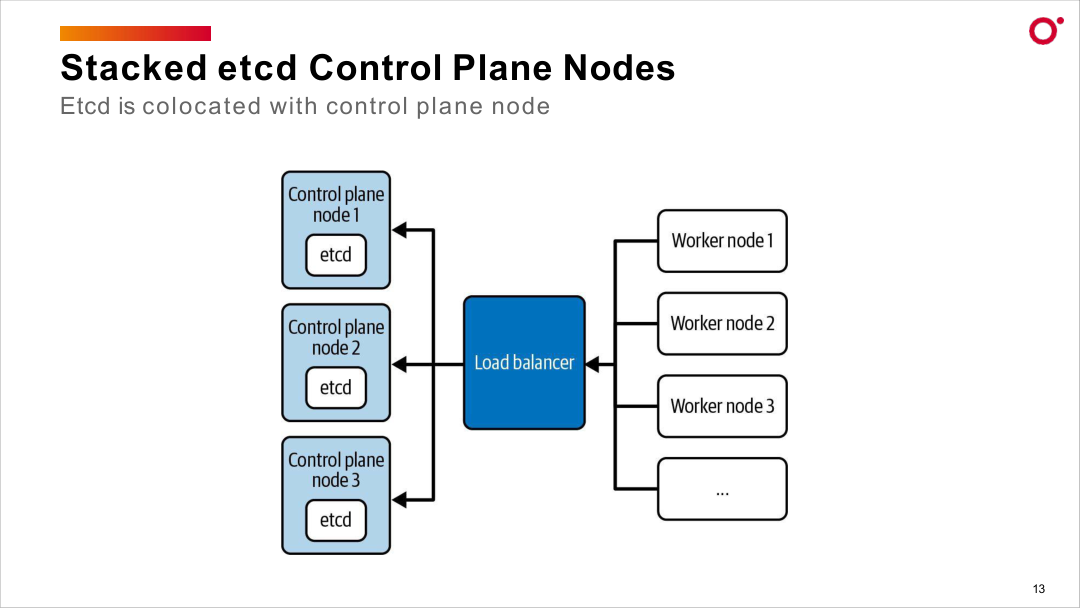 Stacked etcd Control Plane Nodes
Etcd is colocated with control plane node
Control plane
node 1
etcd
Control plane
node 2
etcd
Control plane
node 3
etcd
Load balancer
Worker node 1
Worker node 2
Worker node 3
...
13